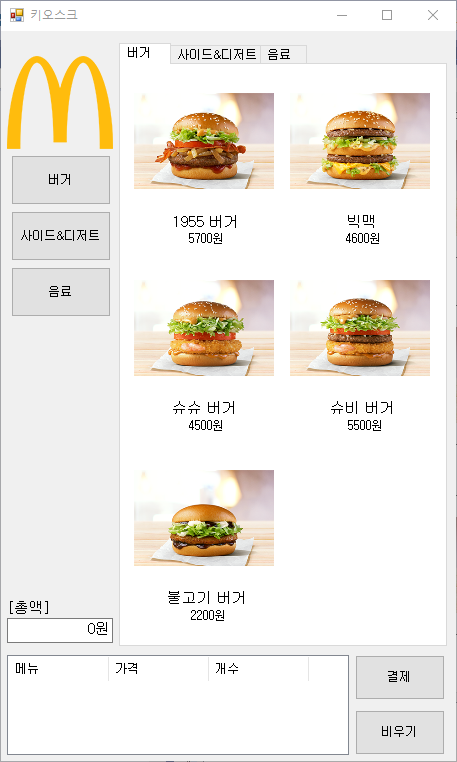 키오스크
버거
사이드&디저트
음료
버거
사이드&디저트
음료
1955 버거
5700원
빅맥
4600원
슈슈 버거
4500원
슈비 버거
5500원
불고기 버거
2200원
[총액]
0원
메뉴
가격
개수
결제
비우기